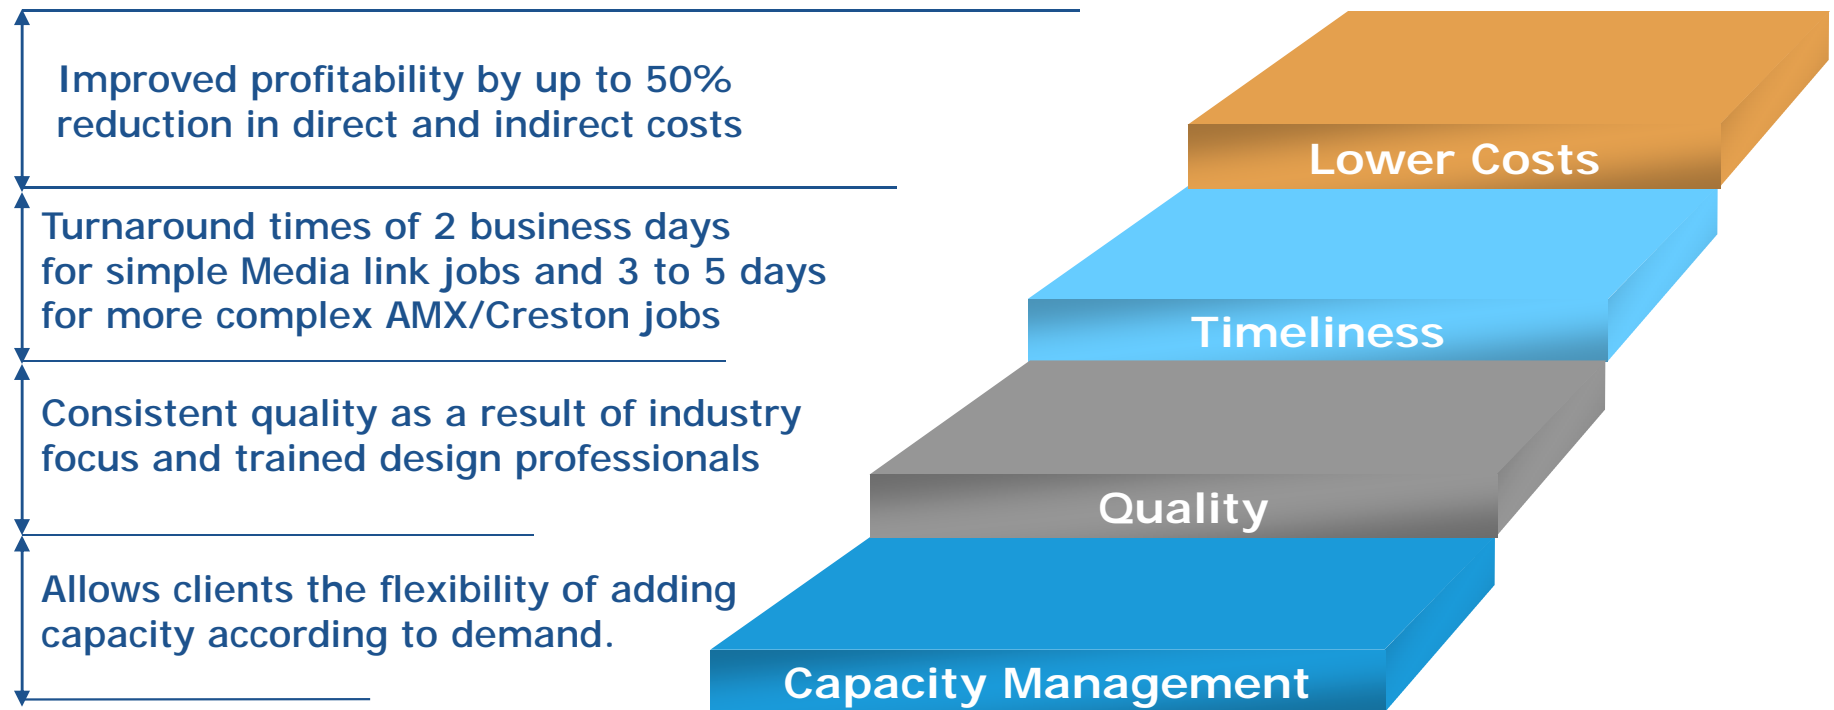 Improved profitability by up to 50%
reduction in direct and indirect costs
Lower Costs
Turnaround times of 2 business days
for simple Media link jobs and 3 to 5 days
for more complex AMX/Creston jobs
Timeliness
Consistent quality as a result of industry
focus and trained design professionals
Quality
Allows clients the flexibility of adding
capacity according to demand.
Capacity Management